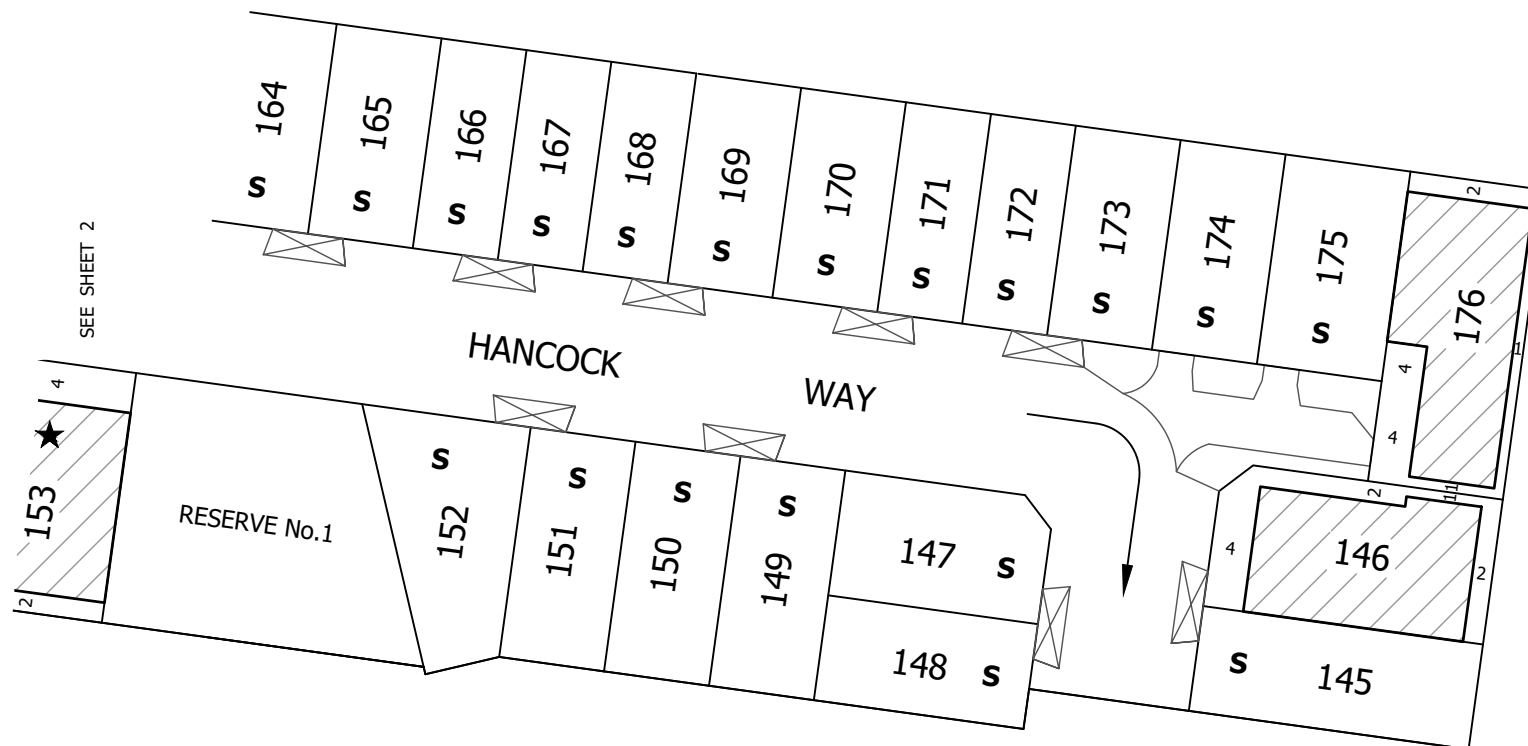 164
165
166
167
168
169
170
171
172
173
174
175
176
S
S
S
S
S
S
S
S
S
S
S
S
2
1
4
4
SEE SHEET 2
HANCOCK
WAY
4
153
2
RESERVE No.1
S
152
S
151
S
150
S
149
147 S
148 S
2
11
4
146
2
S 145